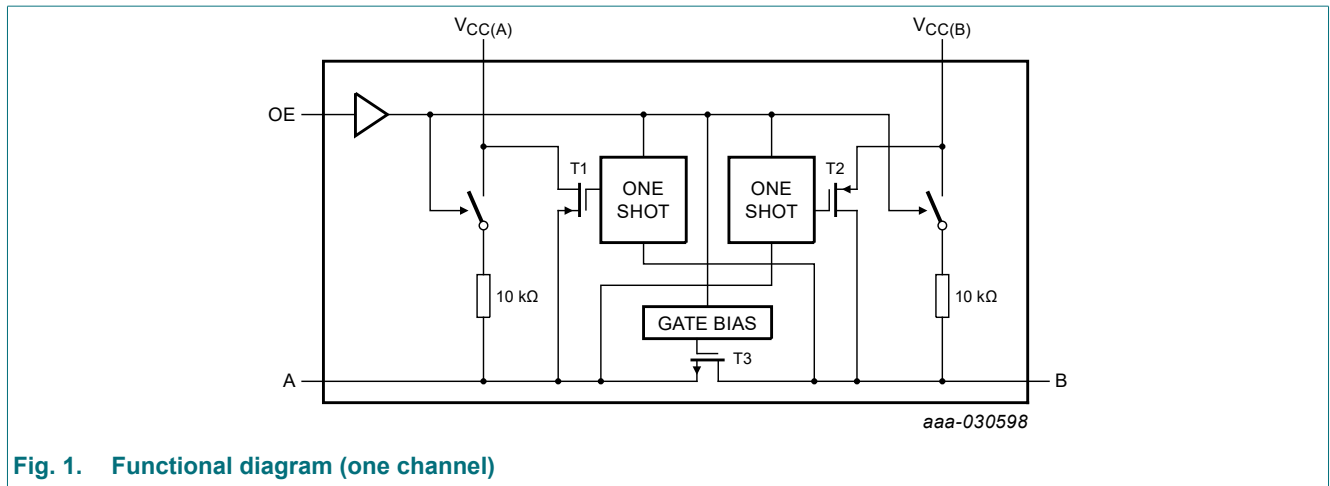 VCC(A)
VCC(B)
OE
T1
ONE
SHOT
ONE
SHOT
T2
10 kΩ
10 kΩ
GATE BIAS
T3
A
B
aaa-030598
Fig. 1. Functional diagram (one channel)